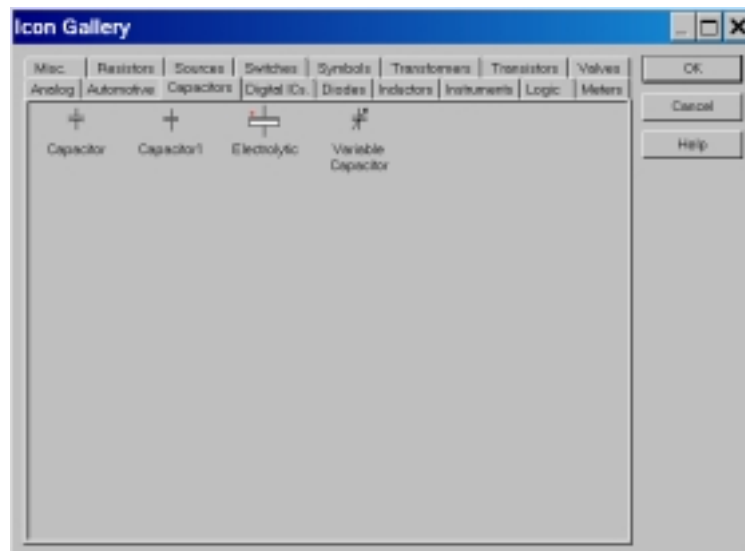 Icon Gallery
Misc. Resistors Sources Switches Symbols Transformers Transistors Valves
Analog Automotive Capacitors Digital ICs. Diodes Inductors Instruments Logic Meters
OK
Cancel
Help
Capacitor Capacitor1 Electrolytic Variable
Capacitor